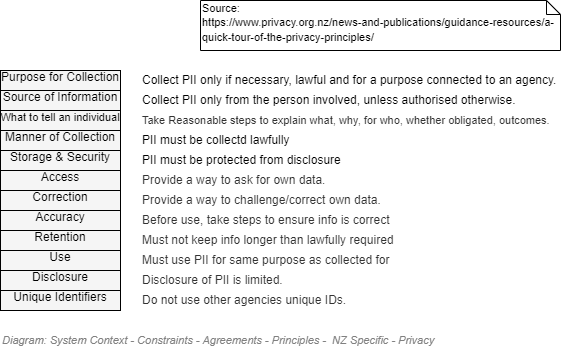 Source:
https://www.privacy.org.nz/news-and-publications/guidance-resources/a-
quick-tour-of-the-privacy-principles/
Purpose for Collection Collect PII only if necessary, lawful and for a purpose connected to an agency.
Source of Information Collect PII only from the person involved, unless authorised otherwise.
What to tell an individual Take Reasonable steps to explain what, why, for who, whether obligated, outcomes.
Manner of Collection PII must be collectd lawfully
Storage & Security PII must be protected from disclosure
Access Provide a way to ask for own data.
Correction Provide a way to challenge/correct own data.
Accuracy Before use, take steps to ensure info is correct
Retention Must not keep info longer than lawfully required
Use Must use PII for same purpose as collected for
Disclosure Disclosure of PII is limited.
Unique Identifiers Do not use other agencies unique IDs.
Diagram: System Context - Constraints - Agreements - Principles - NZ Specific - Privacy